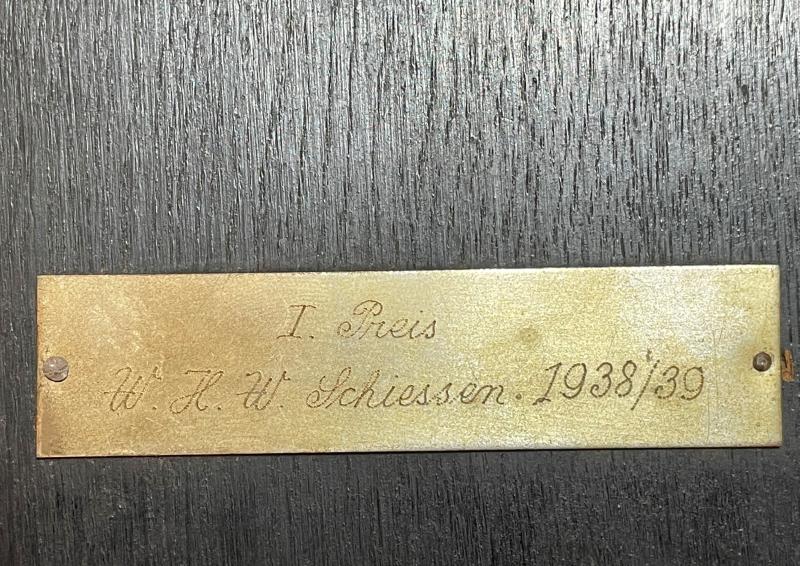 I. Preis
W. H. W. Schiessen. 1938/39